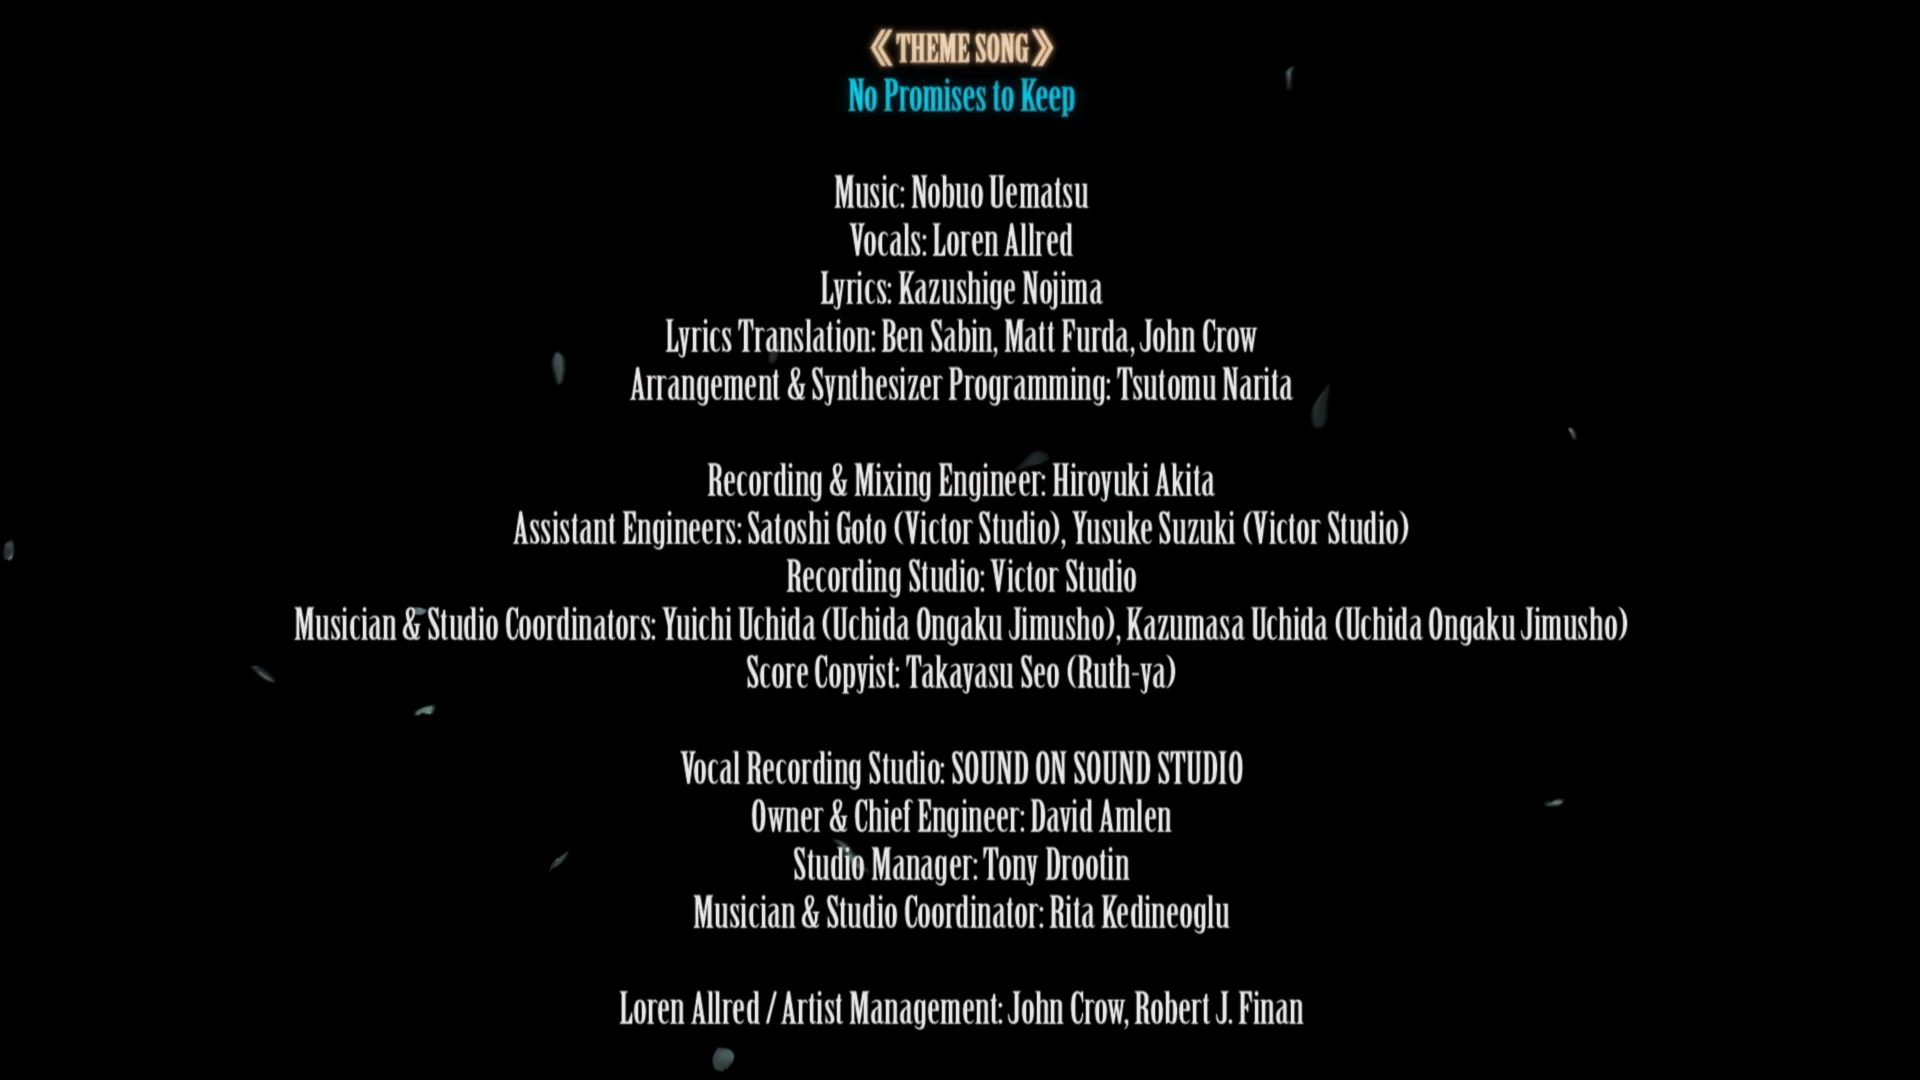 《THEME SONG》
No Promises to Keep
Music: Nobuo Uematsu
Vocals: Loren Allred
Lyrics: Kazushige Nojima
Lyrics Translation: Ben Sabin, Matt Furda, John Crow
Arrangement & Synthesizer Programming: Tsutomu Narita
Recording & Mixing Engineer: Hiroyuki Akita
Assistant Engineers: Satoshi Goto (Victor Studio), Yusuke Suzuki (Victor Studio)
Recording Studio: Victor Studio
Musician & Studio Coordinators: Yuichi Uchida (Uchida Ongaku Jimusho), Kazumasa Uchida (Uchida Ongaku Jimusho)
Score Copyist: Takayasu Seo (Ruth-ya)
Vocal Recording Studio: SOUND ON SOUND STUDIO
Owner & Chief Engineer: David Amlen
Studio Manager: Tony Drootin
Musician & Studio Coordinator: Rita Kedineoglu
Loren Allred / Artist Management: John Crow, Robert J. Finan